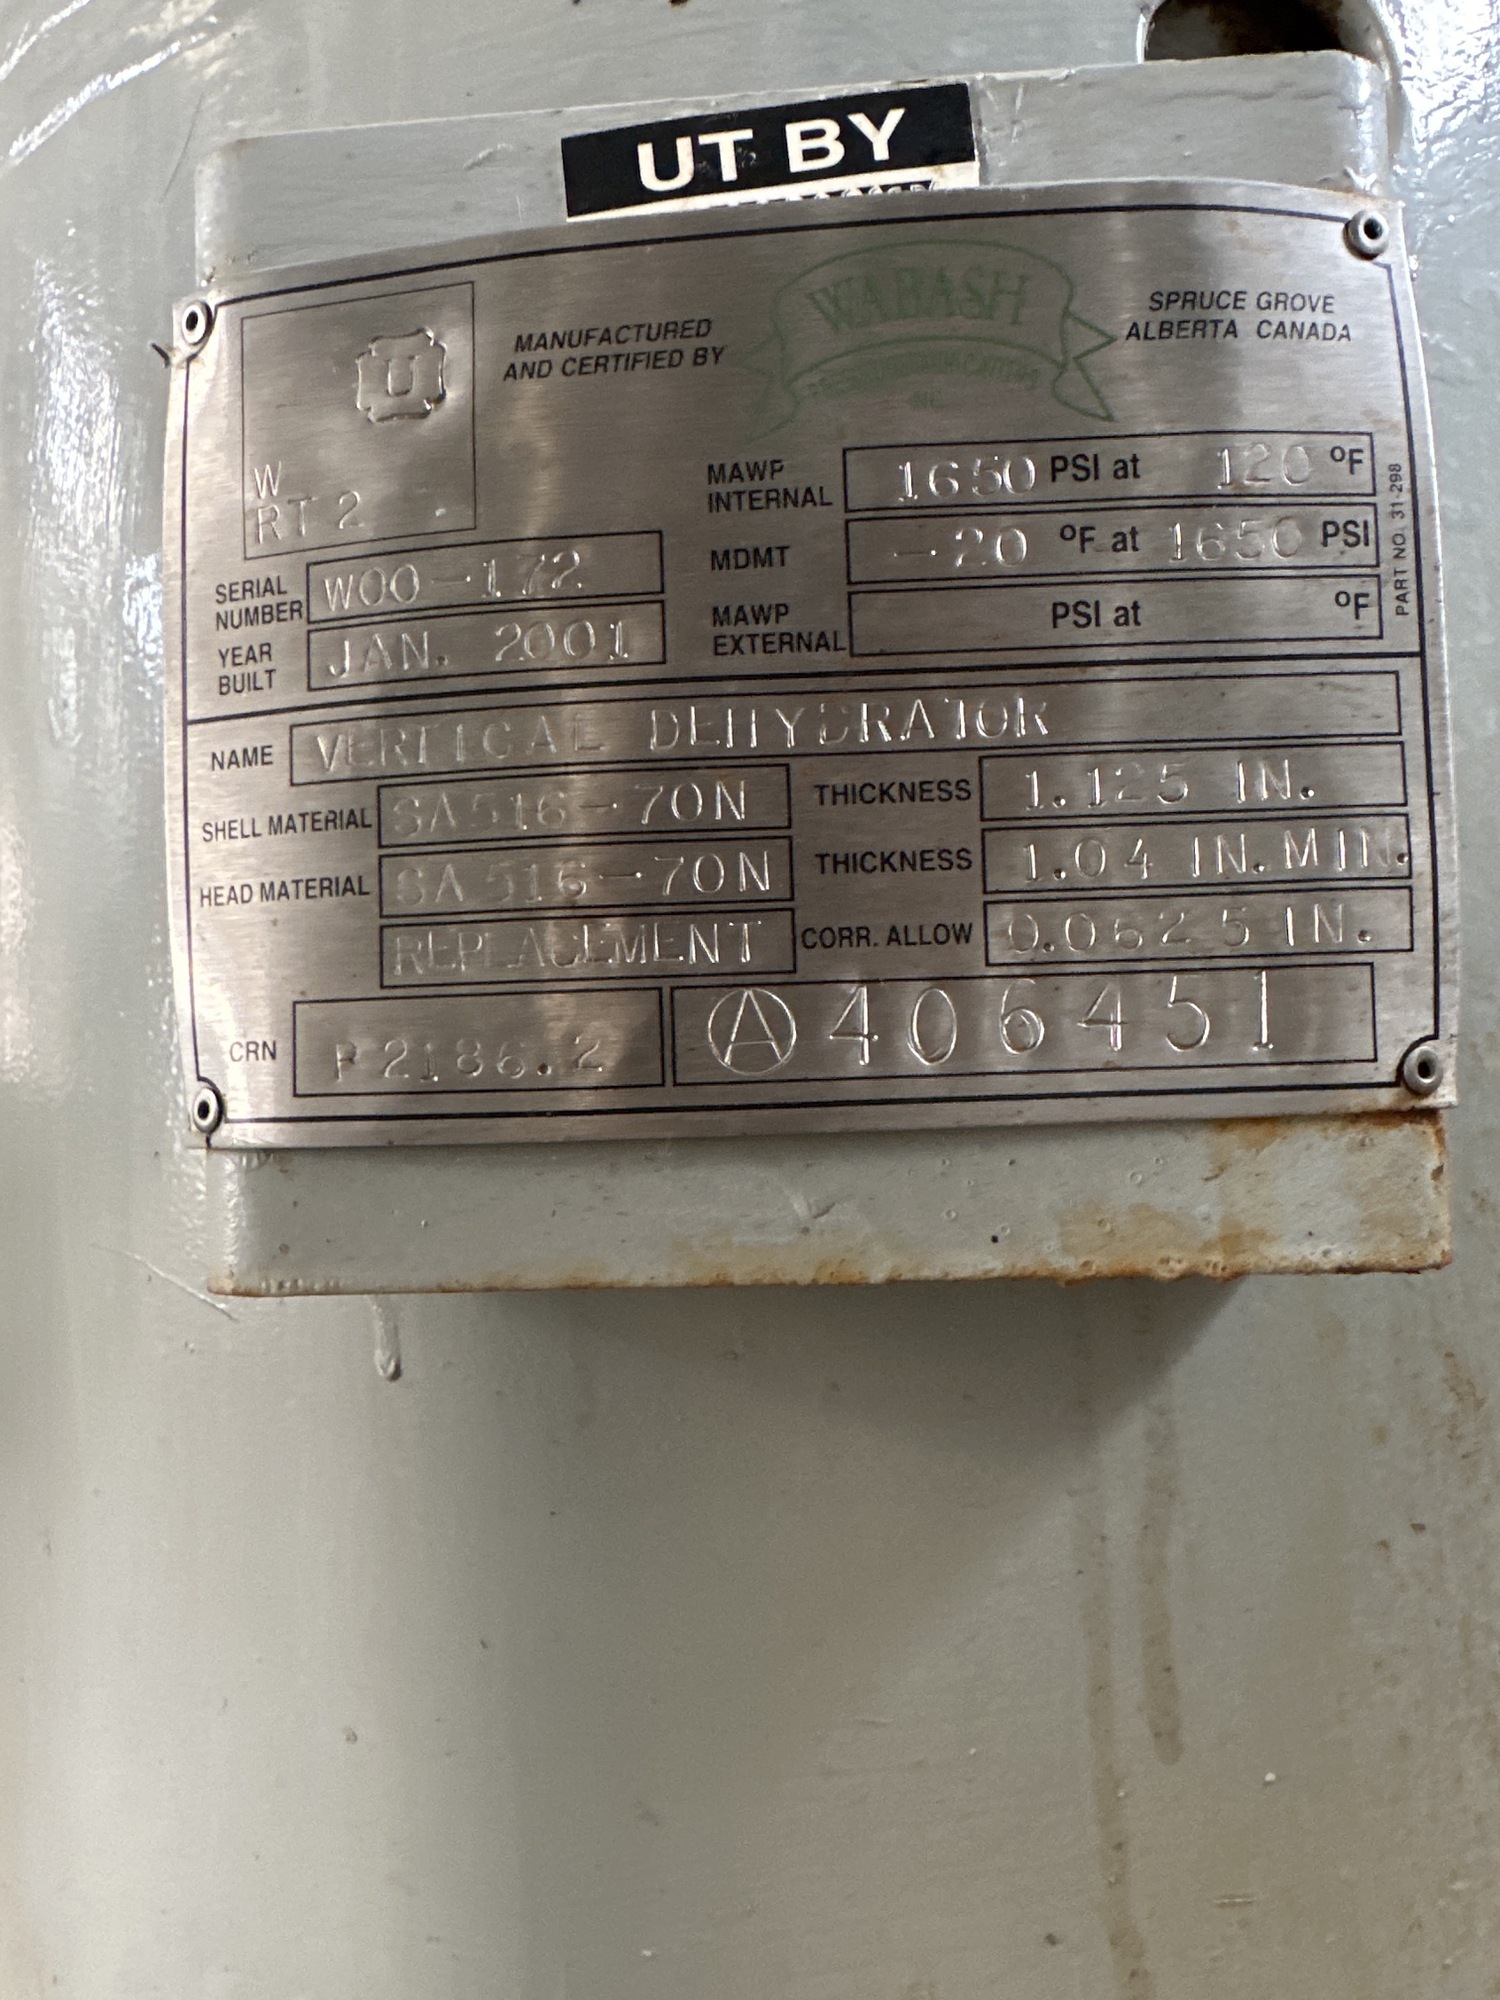 UT BY
U
W
RT 2
MANUFACTURED
AND CERTIFIED BY
WABASH
INC.
SPRUCE GROVE
ALBERTA CANADA
MAWP INTERNAL 1650 PSI at 120 °F
MDMT -20 °F at 1650 PSI
MAWP EXTERNAL PSI at °F
PART NO. 31-298
SERIAL NUMBER W00-172
YEAR BUILT JAN. 2001
NAME VERTICAL DEHYDRATOR
SHELL MATERIAL SA516-70N THICKNESS 1.125 IN.
HEAD MATERIAL SA516-70N THICKNESS 1.04 IN.MIN.
REPLACEMENT CORR. ALLOW 0.0625 IN.
CRN P2186.2 A 406451